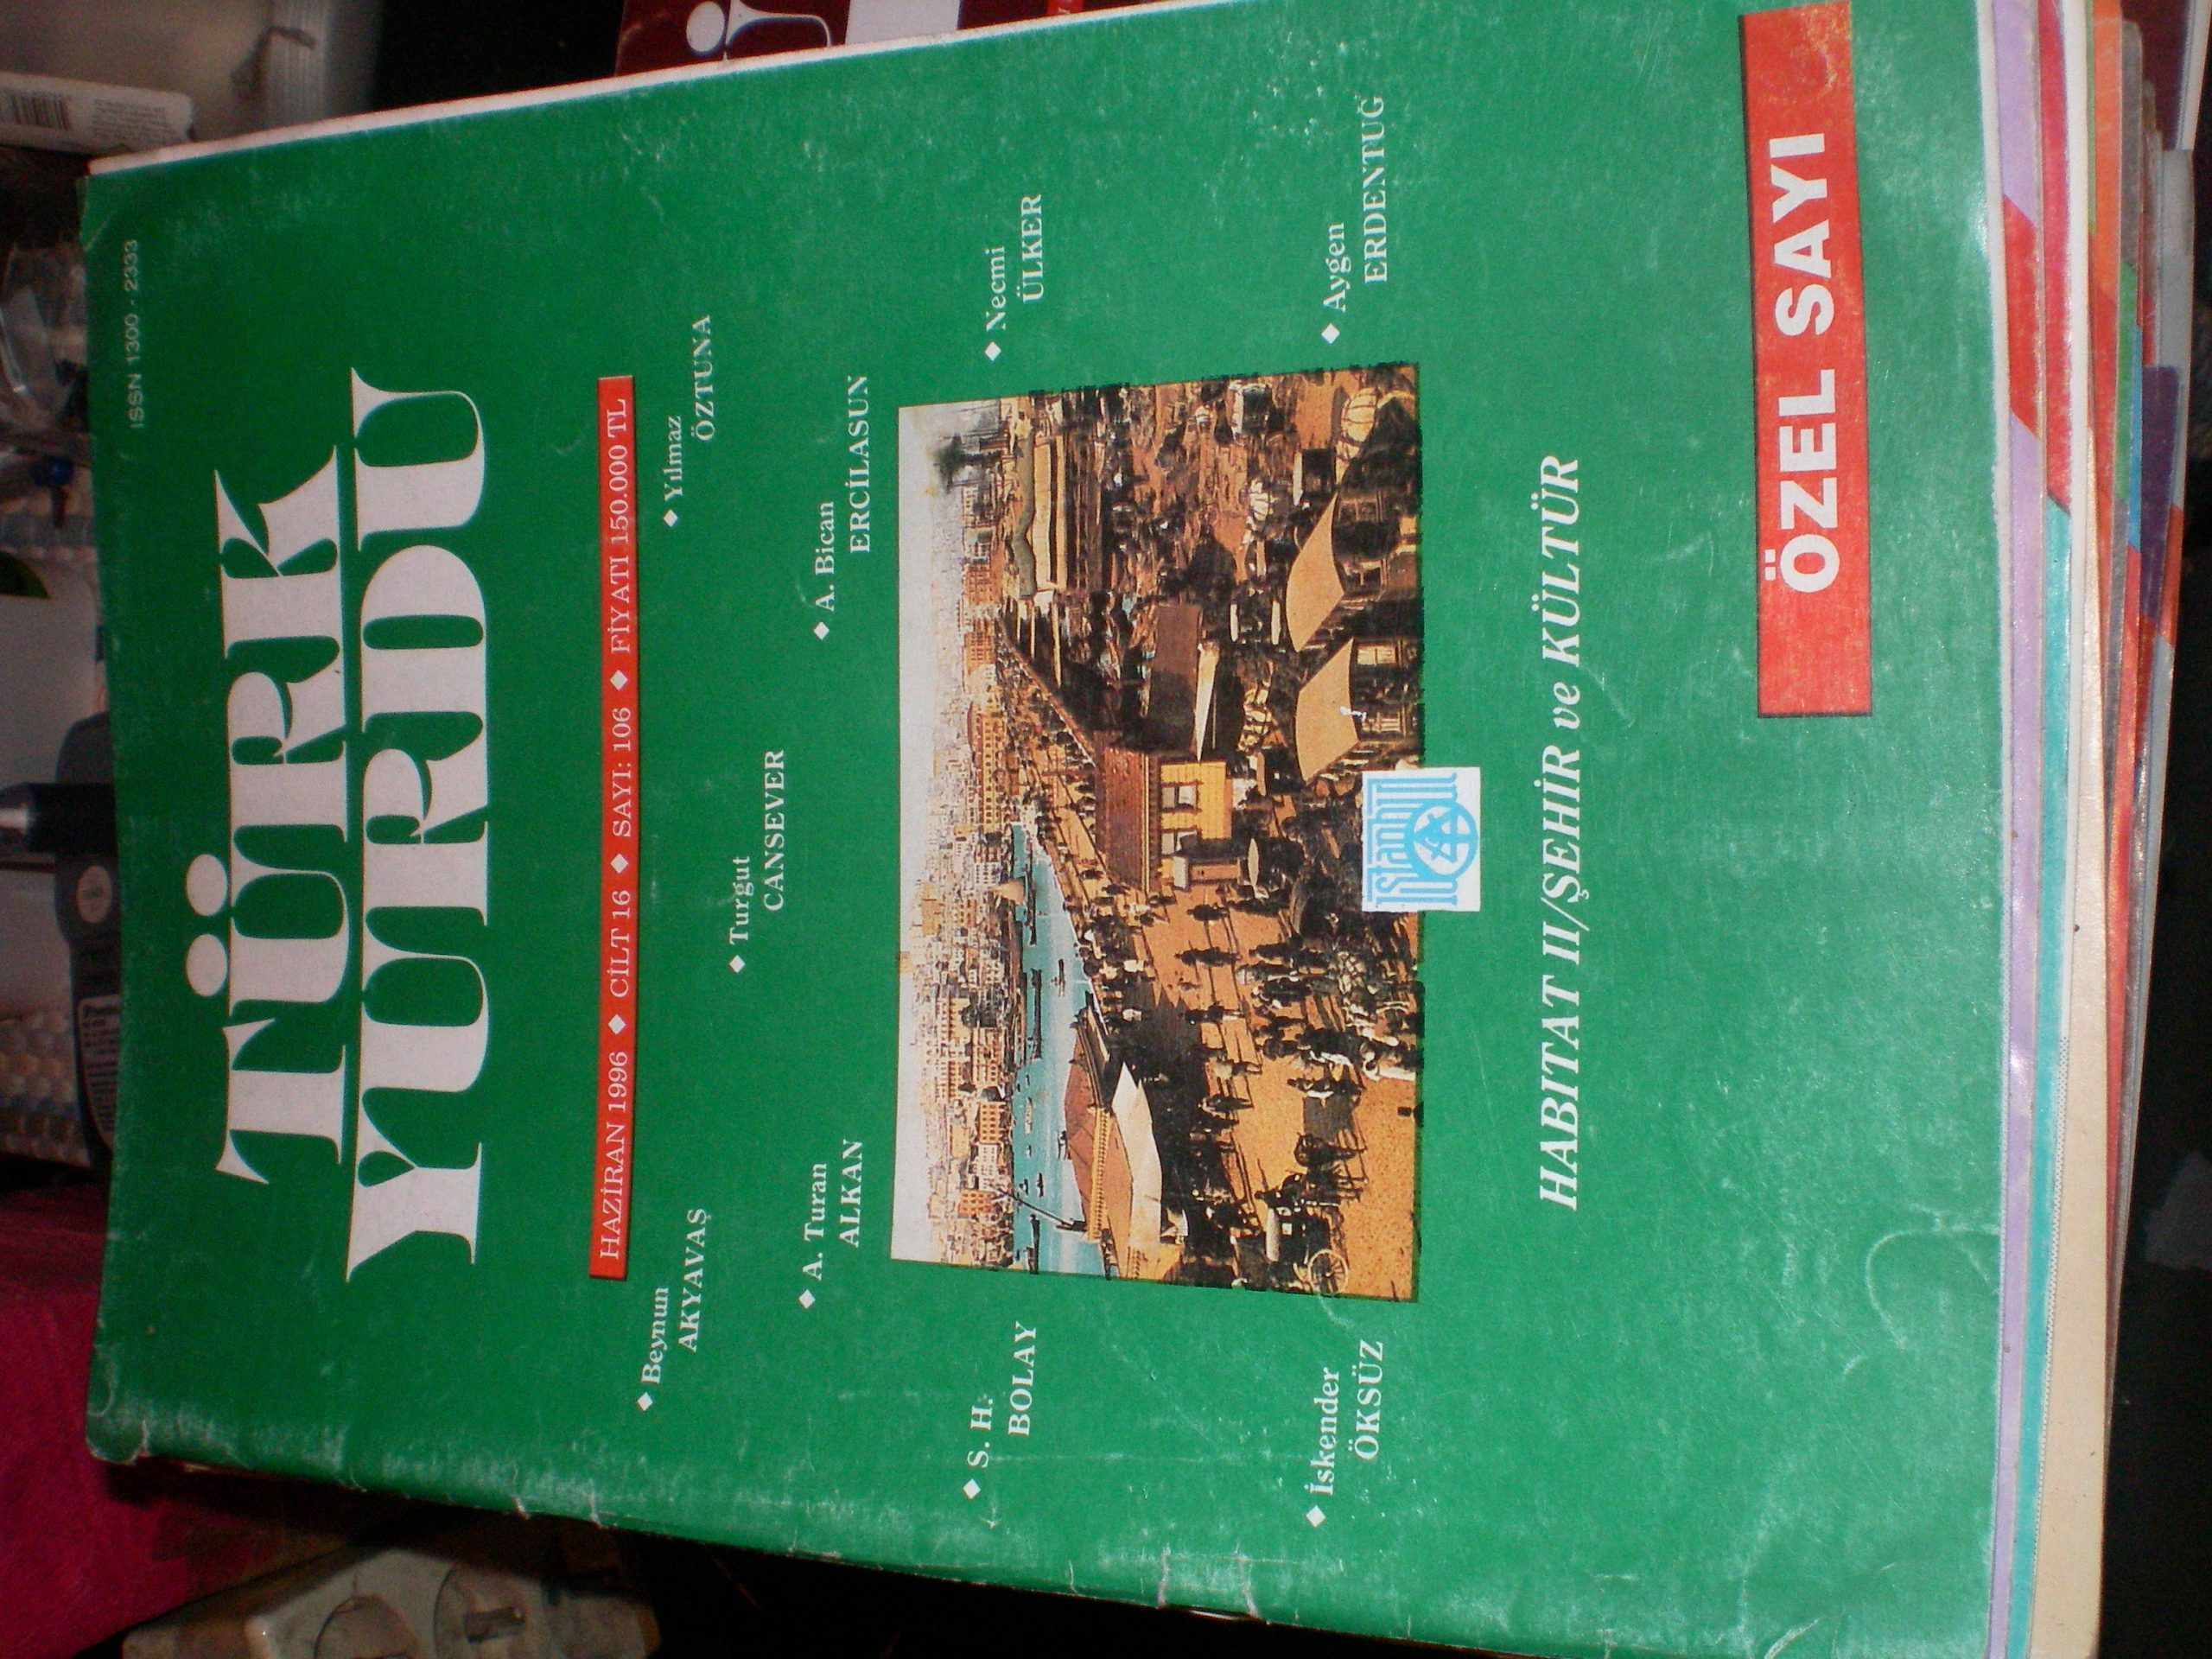 ISSN 1300 - 2333
TÜRK
YURDU
HAZİRAN 1996 ♦ CİLT 16 ♦ SAYI: 106 ♦ FİYATI 150.000 TL
♦ Beynun
AKYAVAŞ
♦ Yılmaz
ÖZTUNA
♦ Turgut
CANSEVER
♦ A. Turan
ALKAN
♦ A. Bican
ERCİLASUN
♦ S. H.
BOLAY
♦ Necmi
ÜLKER
♦ İskender
ÖKSÜZ
♦ Aygen
ERDENTUĞ
istanbul
HABITAT II/ŞEHİR ve KÜLTÜR
ÖZEL SAYI